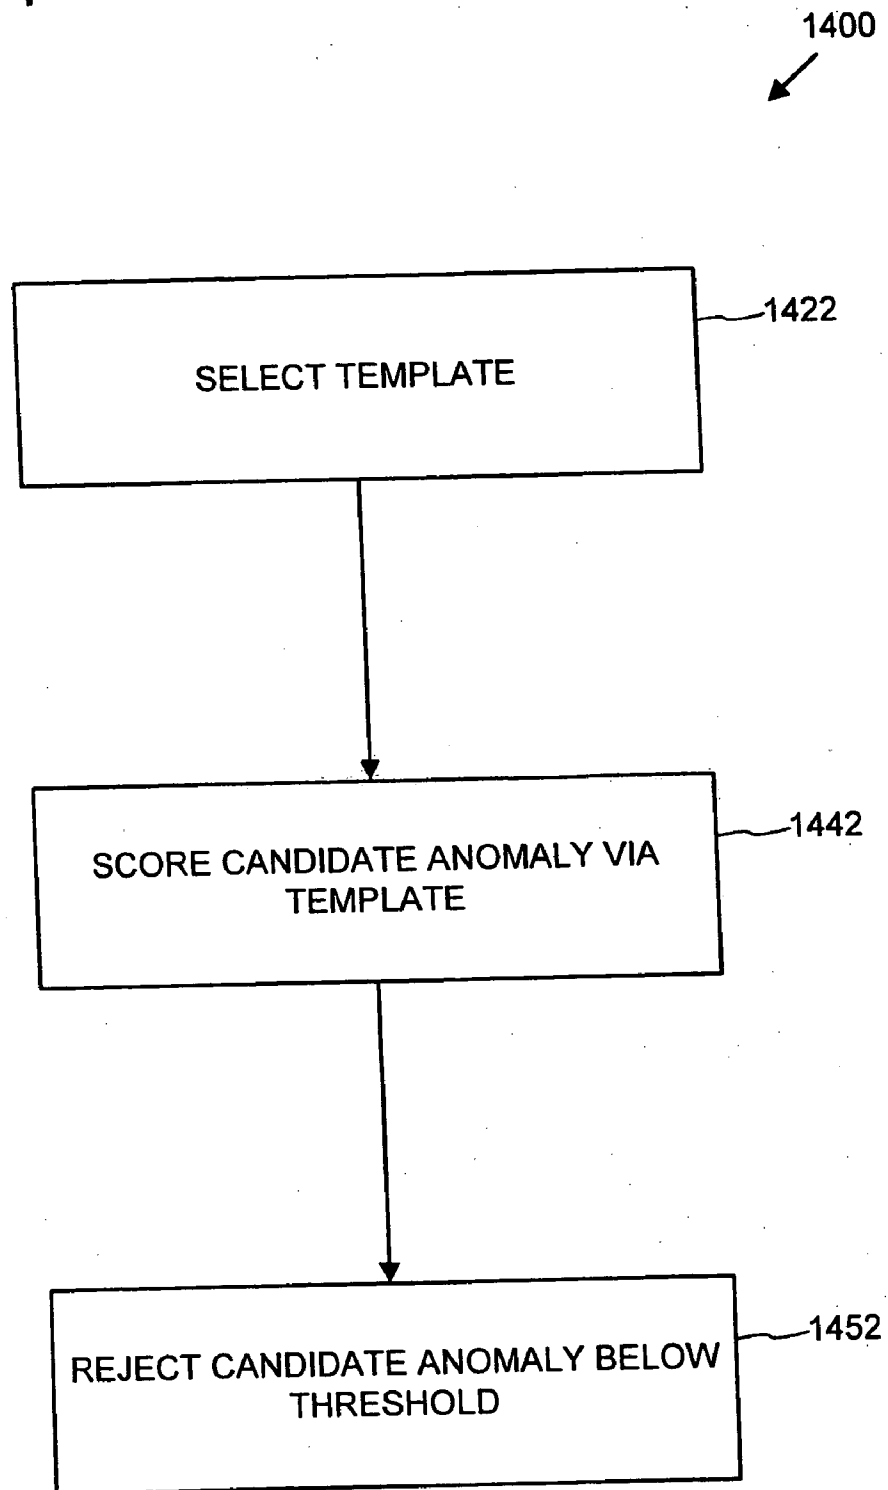 1400
1422
SELECT TEMPLATE
1442
SCORE CANDIDATE ANOMALY VIA
TEMPLATE
1452
REJECT CANDIDATE ANOMALY BELOW
THRESHOLD